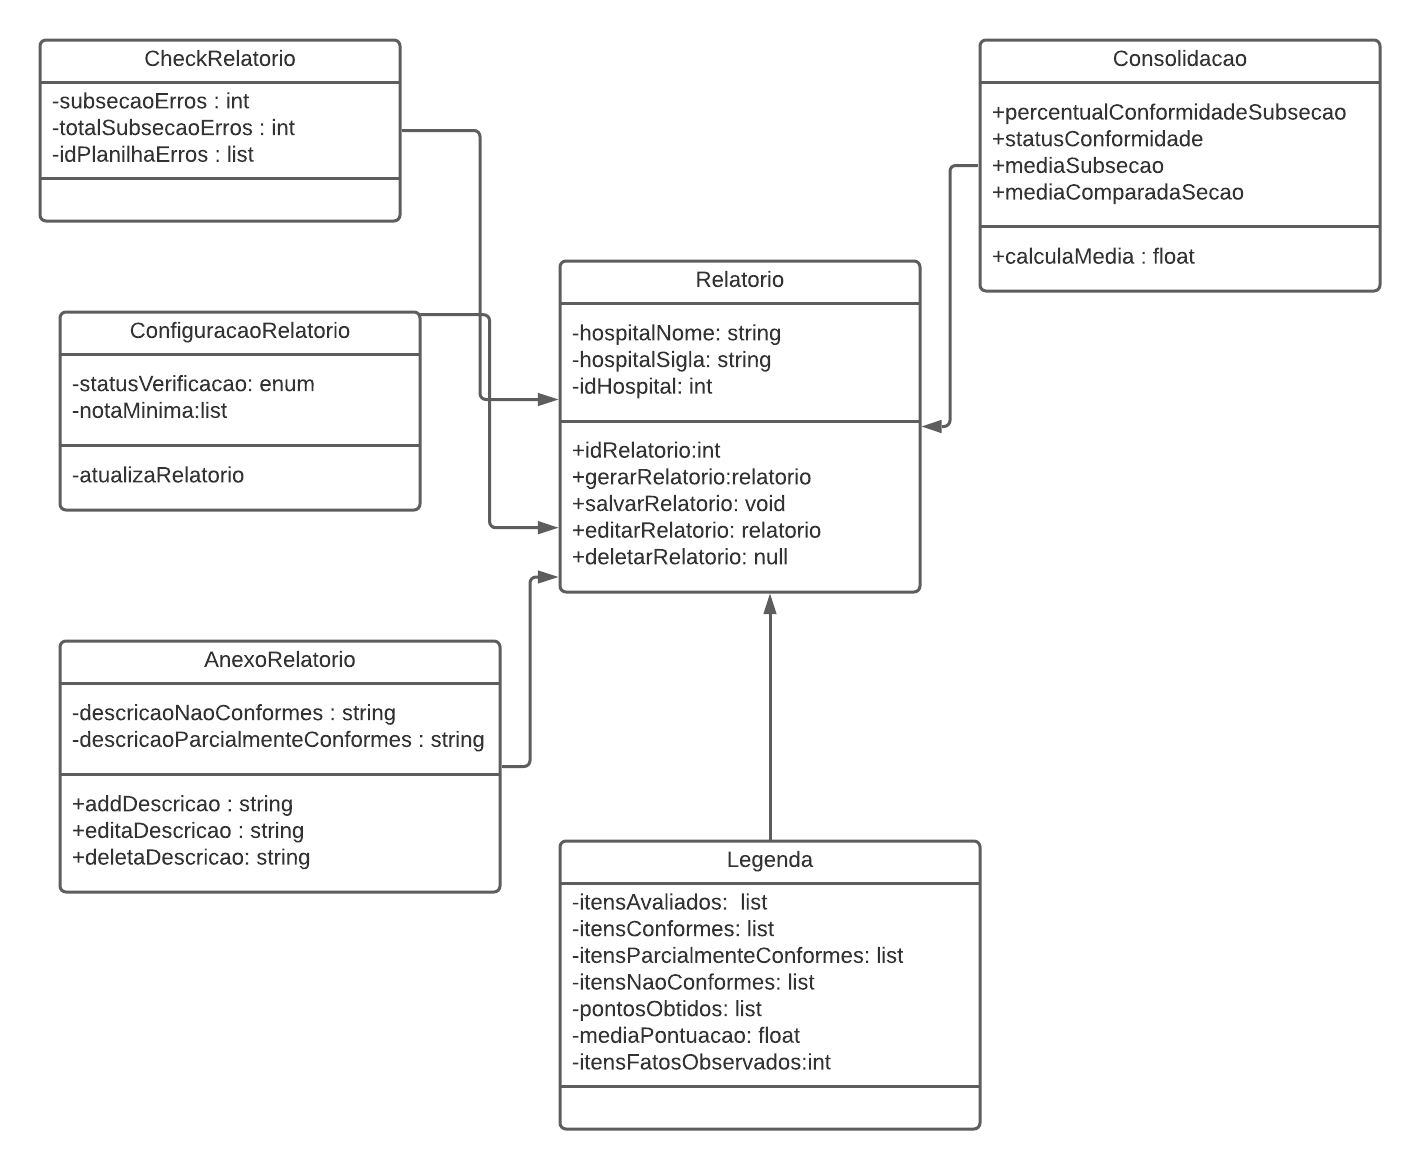 CheckRelatorio
-subsecaoErros : int
-totalSubsecaoErros : int
-idPlanilhaErros : list
Consolidacao
+percentualConformidadeSubsecao
+statusConformidade
+mediaSubsecao
+mediaComparadaSecao
+calculaMedia : float
Relatorio
-hospitalNome: string
-hospitalSigla: string
-idHospital: int
+idRelatorio:int
+gerarRelatorio:relatorio
+salvarRelatorio: void
+editarRelatorio: relatorio
+deletarRelatorio: null
ConfiguracaoRelatorio
-statusVerificacao: enum
-notaMinima:list
-atualizaRelatorio
AnexoRelatorio
-descricaoNaoConformes : string
-descricaoParcialmenteConformes : string
+addDescricao : string
+editaDescricao : string
+deletaDescricao: string
Legenda
-itensAvaliados:  list
-itensConformes: list
-itensParcialmenteConformes: list
-itensNaoConformes: list
-pontosObtidos: list
-mediaPontuacao: float
-itensFatosObservados:int